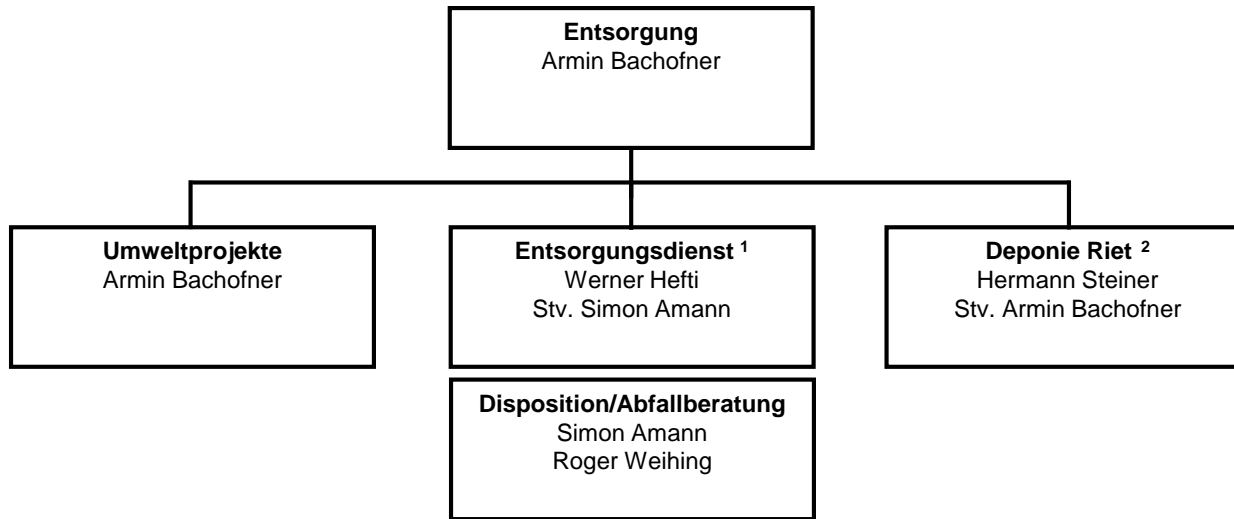 Entsorgung
Armin Bachofner
Umweltprojekte
Armin Bachofner
Entsorgungsdienst ¹
Werner Hefti
Stv. Simon Amann
Deponie Riet ²
Hermann Steiner
Stv. Armin Bachofner
Disposition/Abfallberatung
Simon Amann
Roger Weihing